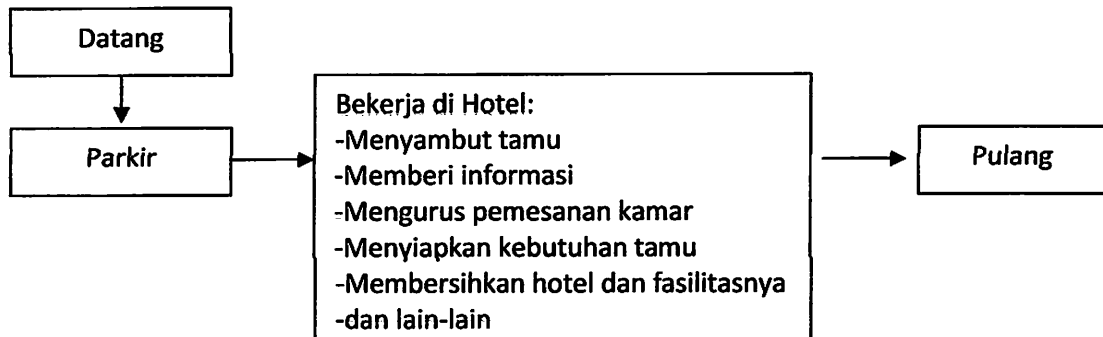 Datang
Parkir
Bekerja di Hotel:
-Menyambut tamu
-Memberi informasi
-Mengurus pemesanan kamar
-Menyiapkan kebutuhan tamu
-Membersihkan hotel dan fasilitasnya
-dan lain-lain
Pulang